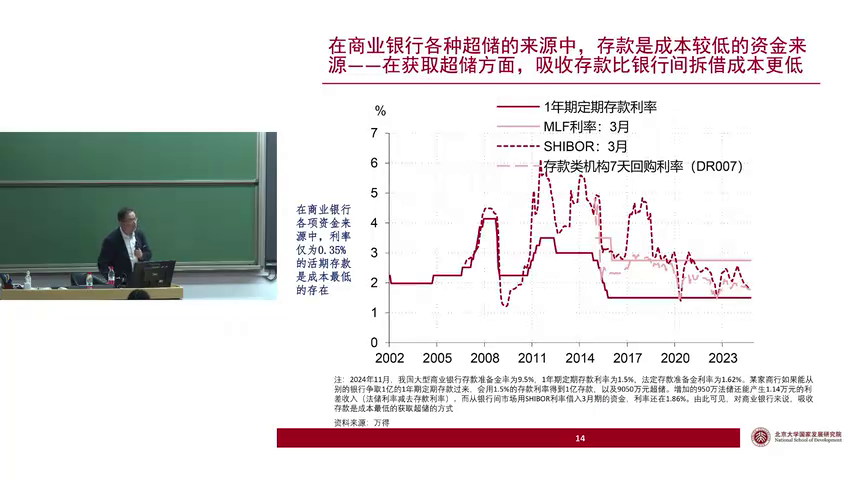 在商业银行各种超储的来源中，存款是成本较低的资金来
源——在获取超储方面，吸收存款比银行间拆借成本更低
%
1年期定期存款利率
MLF利率：3月
SHIBOR：3月
存款类机构7天回购利率（DR007）
7
6
5
4
3
2
1
0
2002 2005 2008 2011 2014 2017 2020 2023
在商业银行
各项资金来
源中，利率
仅为0.35%
的活期存款
是成本最低
的存在
注：2024年11月，我国大型商业银行存款准备金率为9.5%，1年期定期存款利率为1.5%，法定存款准备金利率为1.62%。某家商行如果能从
别的银行争取1亿的1年期定期存款过来，会用1.5%的存款利率得到1亿存款，以及9050万元超储。增加的950万法储还能产生1.14万元的利
差收入（法储利率减去存款利率）。而从银行间市场用SHIBOR利率借入3月期的资金，利率还在1.86%。由此可见，对商业银行来说，吸收
存款是成本最低的获取超储的方式
资料来源：万得
14
北京大学国家发展研究院
National School of Development